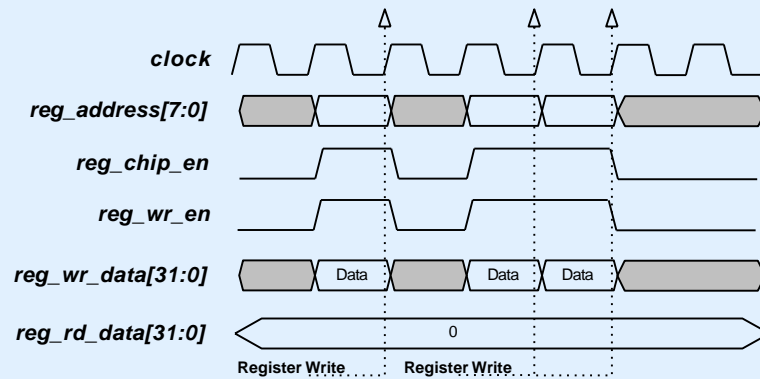 clock
reg_address[7:0]
reg_chip_en
reg_wr_en
reg_wr_data[31:0] Data Data Data
reg_rd_data[31:0] 0
Register Write Register Write